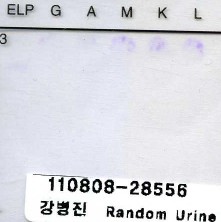 ELP G A M K L
3
110808-28556
강병진 Random Urine